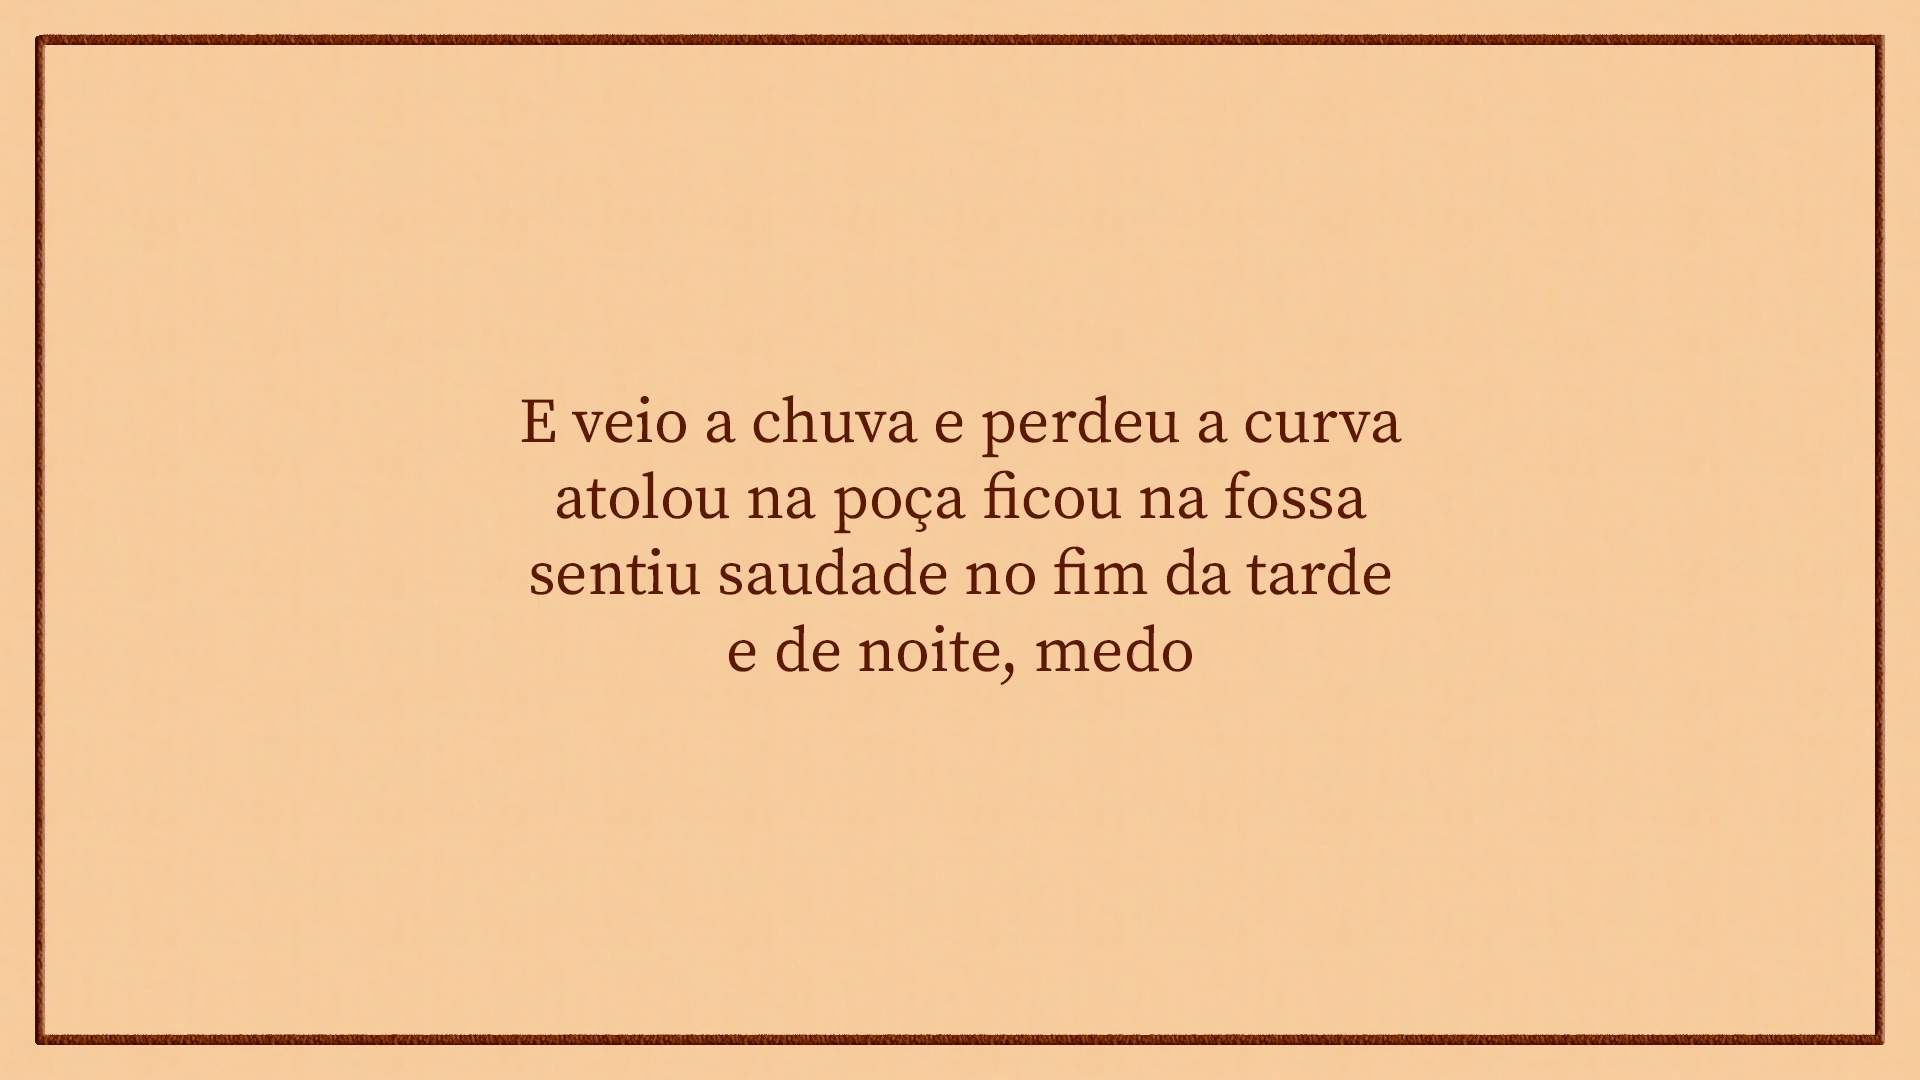 E veio a chuva e perdeu a curva
atolou na poça ficou na fossa
sentiu saudade no fim da tarde
e de noite, medo